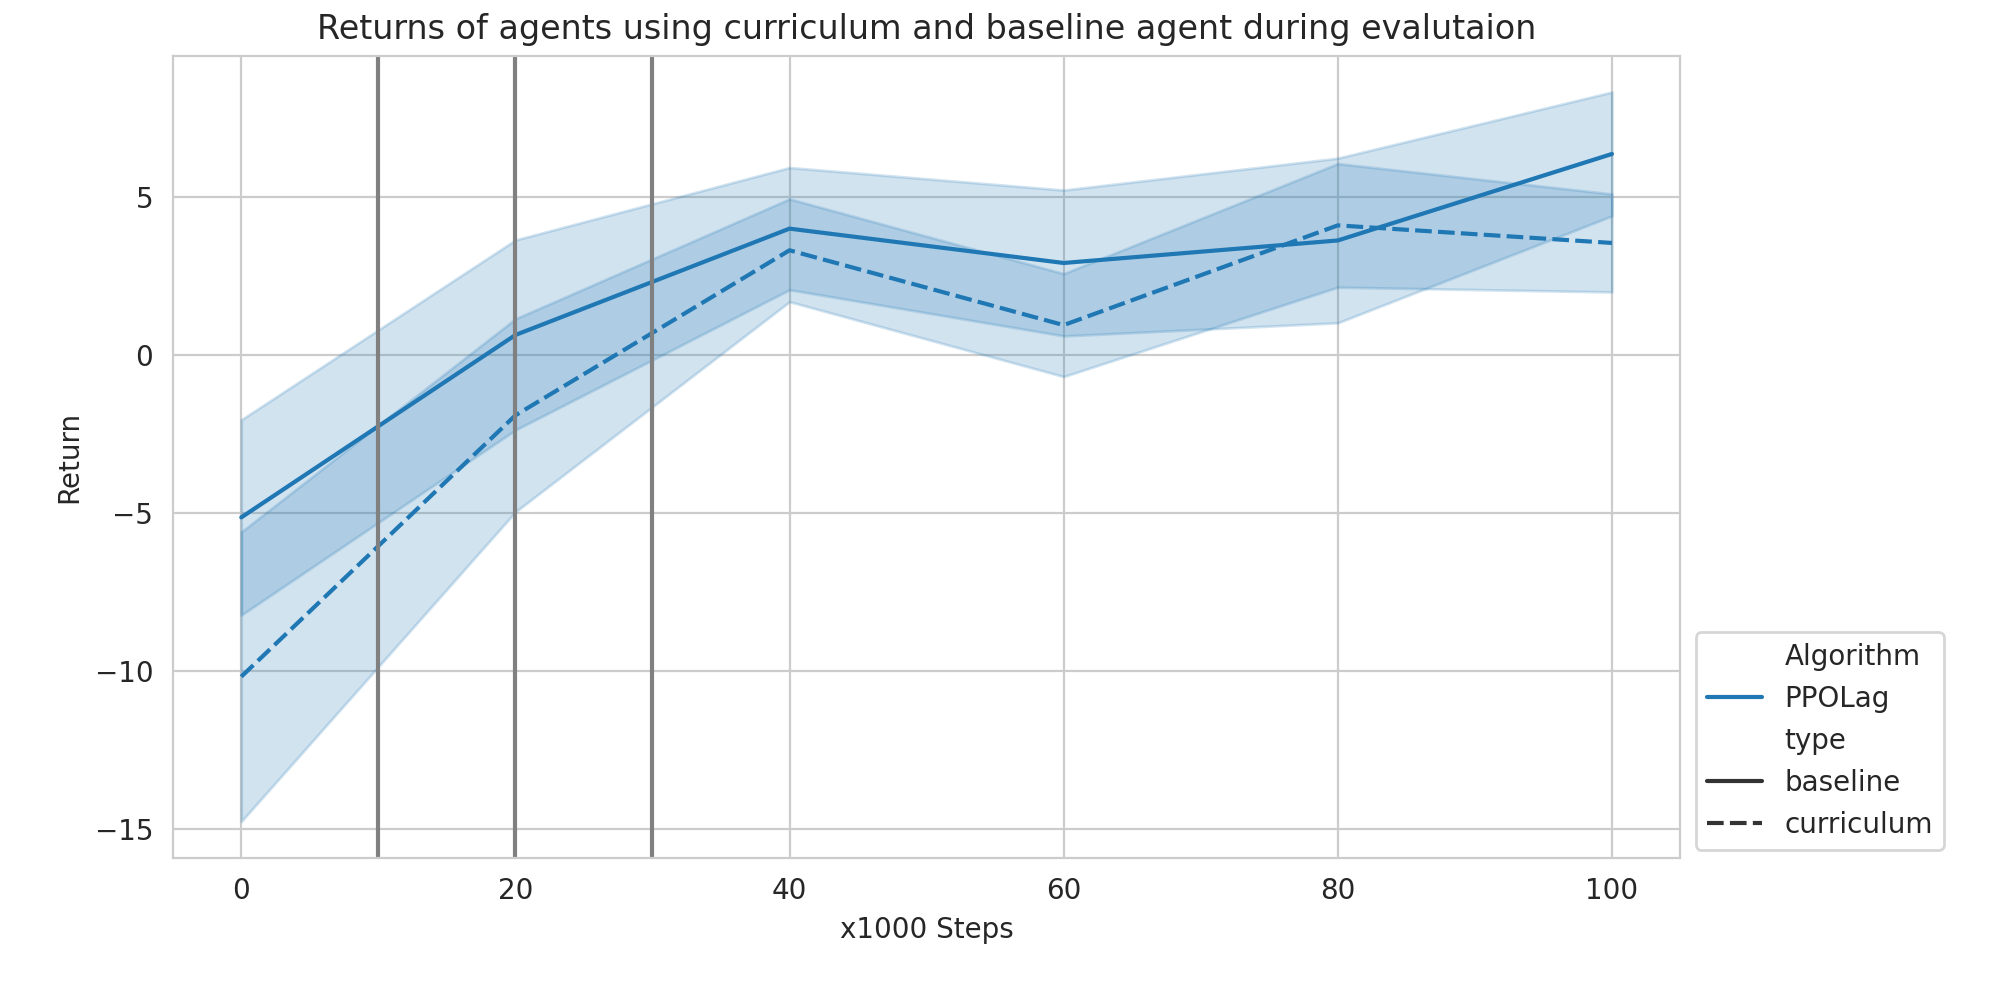 Returns of agents using curriculum and baseline agent during evalutaion
Return
5
0
−5
−10
−15
0 20 40 60 80 100
x1000 Steps
Algorithm
PPOLag
type
baseline
curriculum